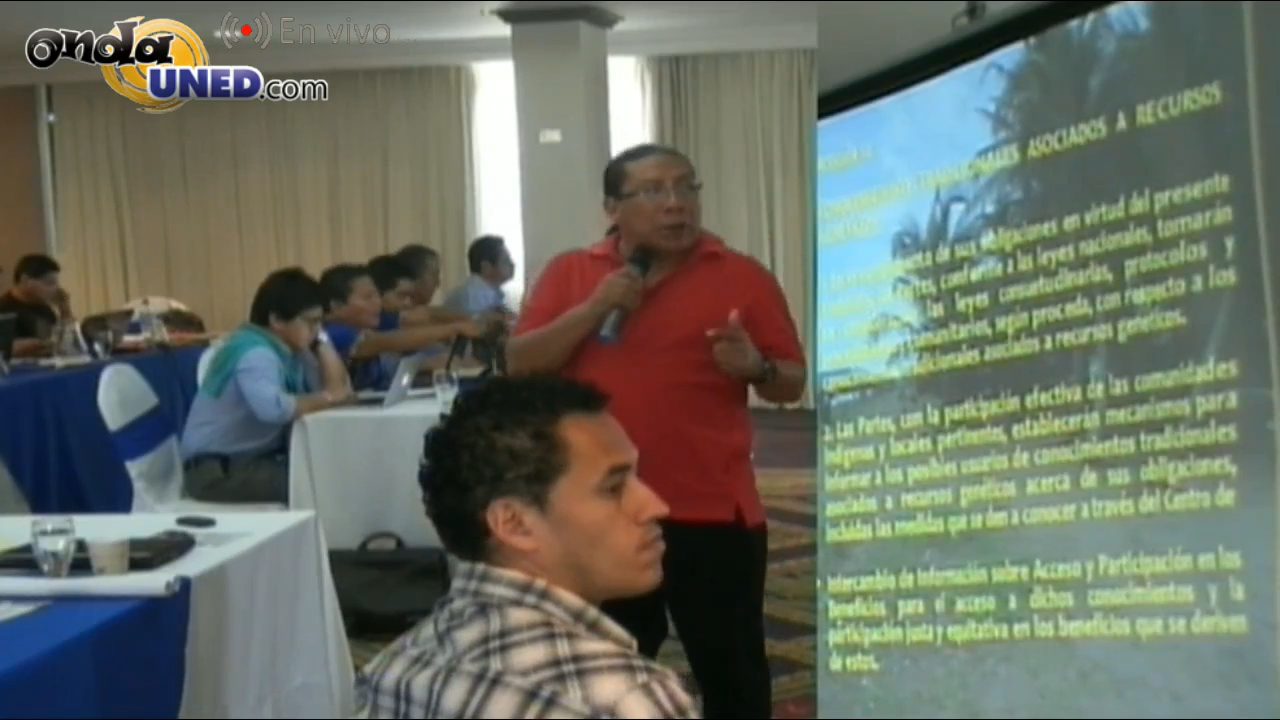 onda
UNED.com
En vivo...
ASOCIADOS A RECURSOS
de sus obligaciones en virtud del presente
conforme a las leyes nacionales, tornarán
las leyes consuetudinarias, protocolos y
comunitarios, según proceda, con respecto a los
tradicionales asociados a recursos genéticos.
2. Las Partes, con la participación efectiva de las comunidades
indígenas y locales pertinentes, establecerán mecanismos para
informar a los posibles usuarios de conocimientos tradicionales
asociados a recursos genéticos acerca de sus obligaciones,
incluidas las medidas que se den a conocer a través del Centro de
Intercambio de Información sobre Acceso y Participación en los
Beneficios para el acceso a dichos conocimientos y la
participación justa y equitativa en los beneficios que se deriven
de estos.